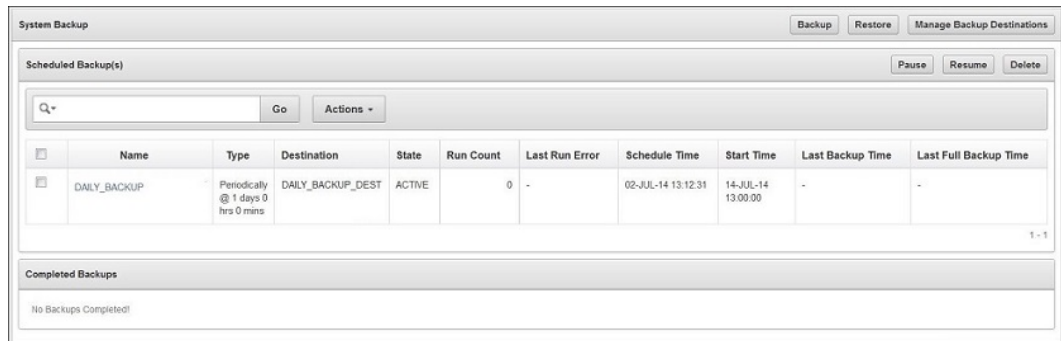 System Backup
Backup
Restore
Manage Backup Destinations
Scheduled Backup(s)
Pause
Resume
Delete
Go
Actions
Name
Type
Destination
State
Run Count
Last Run Error
Schedule Time
Start Time
Last Backup Time
Last Full Backup Time
DAILY_BACKUP
Periodically
@ 1 days 0
hrs 0 mins
DAILY_BACKUP_DEST
ACTIVE
0
-
02-JUL-14 13:12:31
14-JUL-14
13:00:00
-
-
1 - 1
Completed Backups
No Backups Completed!